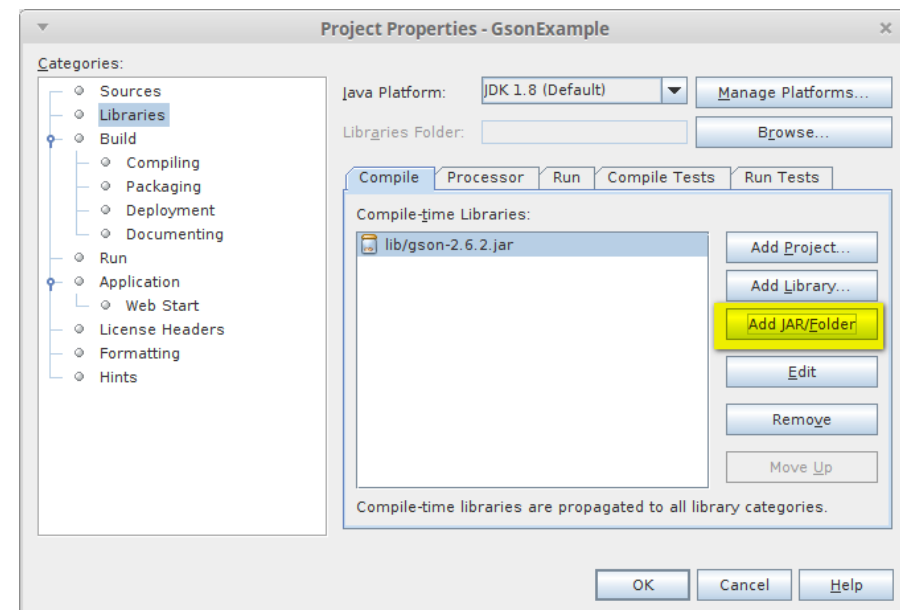 Project Properties - GsonExample
Categories:
Sources
Libraries
Build
Compiling
Packaging
Deployment
Documenting
Run
Application
Web Start
License Headers
Formatting
Hints
Java Platform:
JDK 1.8 (Default)
Manage Platforms...
Libraries Folder:
Browse...
Compile
Processor
Run
Compile Tests
Run Tests
Compile-time Libraries:
lib/gson-2.6.2.jar
Add Project...
Add Library...
Add JAR/Folder
Edit
Remove
Move Up
Compile-time libraries are propagated to all library categories.
OK
Cancel
Help